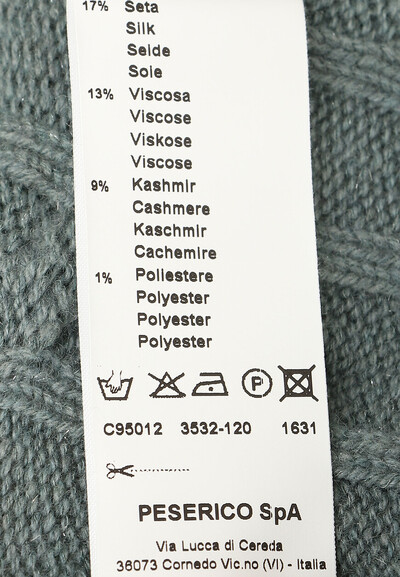 17% Seta
Silk
Seide
Soie
13% Viscosa
Viscose
Viskose
Viscose
9% Kashmir
Cashmere
Kaschmir
Cachemire
1% Poliestere
Polyester
Polyester
Polyester
P
C95012 3532-120 1631
PESERICO SpA
Via Lucca di Cereda
36073 Cornedo Vic.no (VI) - Italia